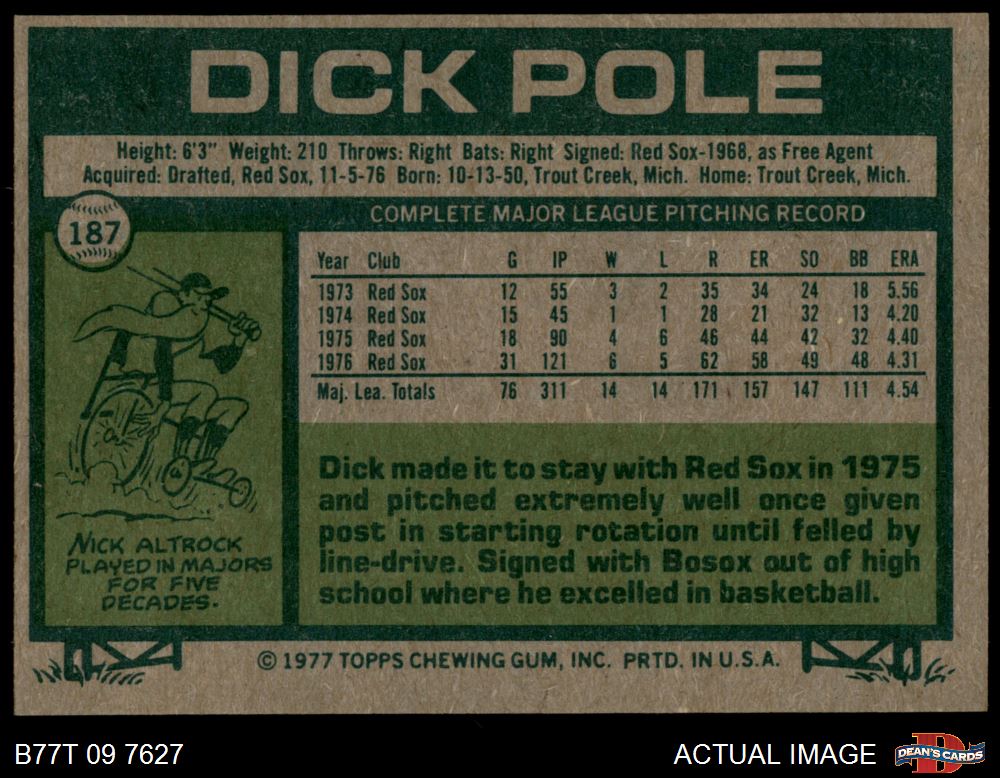 DICK POLE
Height: 6'3" Weight: 210 Throws: Right Bats: Right Signed: Red Sox-1968, as Free Agent
Acquired: Drafted, Red Sox, 11-5-76 Born: 10-13-50, Trout Creek, Mich. Home: Trout Creek, Mich.
187
COMPLETE MAJOR LEAGUE PITCHING RECORD
Year Club G IP W L R ER SO BB ERA
1973 Red Sox 12 55 3 2 35 34 24 18 5.56
1974 Red Sox 15 45 1 1 28 21 32 13 4.20
1975 Red Sox 18 90 4 6 46 44 42 32 4.40
1976 Red Sox 31 121 6 5 62 58 49 48 4.31
Maj. Lea. Totals 76 311 14 14 171 157 147 111 4.54
NICK ALTROCK
PLAYED IN MAJORS
FOR FIVE
DECADES.
Dick made it to stay with Red Sox in 1975
and pitched extremely well once given
post in starting rotation until felled by
line-drive. Signed with Bosox out of high
school where he excelled in basketball.
© 1977 TOPPS CHEWING GUM, INC. PRTD. IN U.S.A.
B77T 09 7627
ACTUAL IMAGE
DEAN'S CARDS